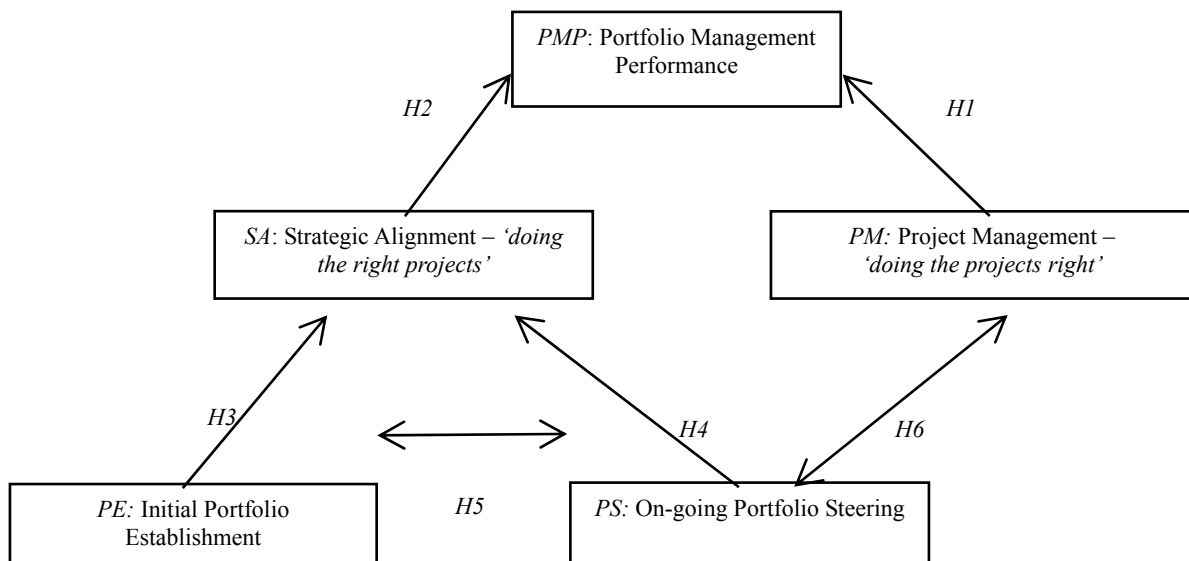 PMP: Portfolio Management
Performance
H2
H1
SA: Strategic Alignment – ‘doing
the right projects’
PM: Project Management –
‘doing the projects right’
H3
H4
H6
PE: Initial Portfolio
Establishment
H5
PS: On-going Portfolio Steering